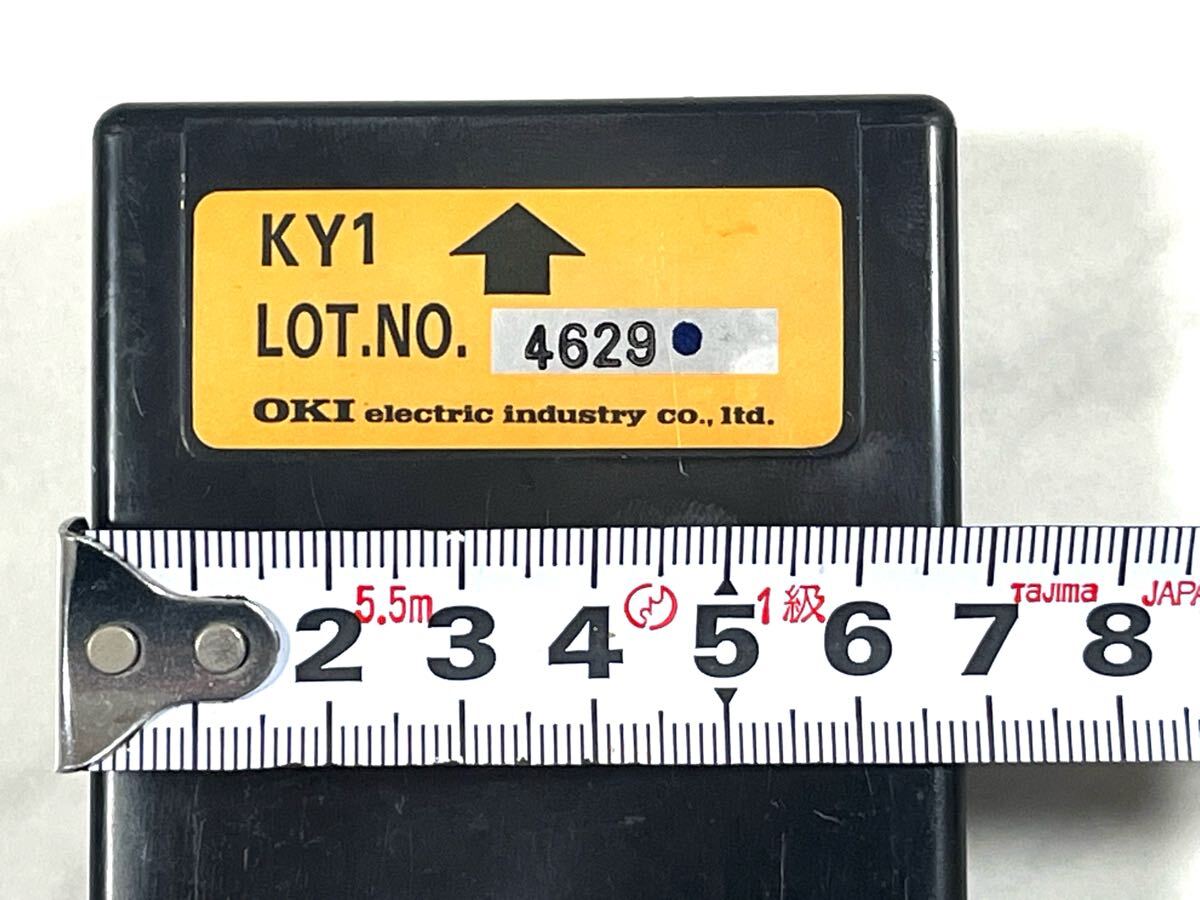 KY1
LOT.NO. 4629
OKI electric industry co., ltd.
5.5m 1級 Tajima JAPA
2 3 4 5 6 7 8